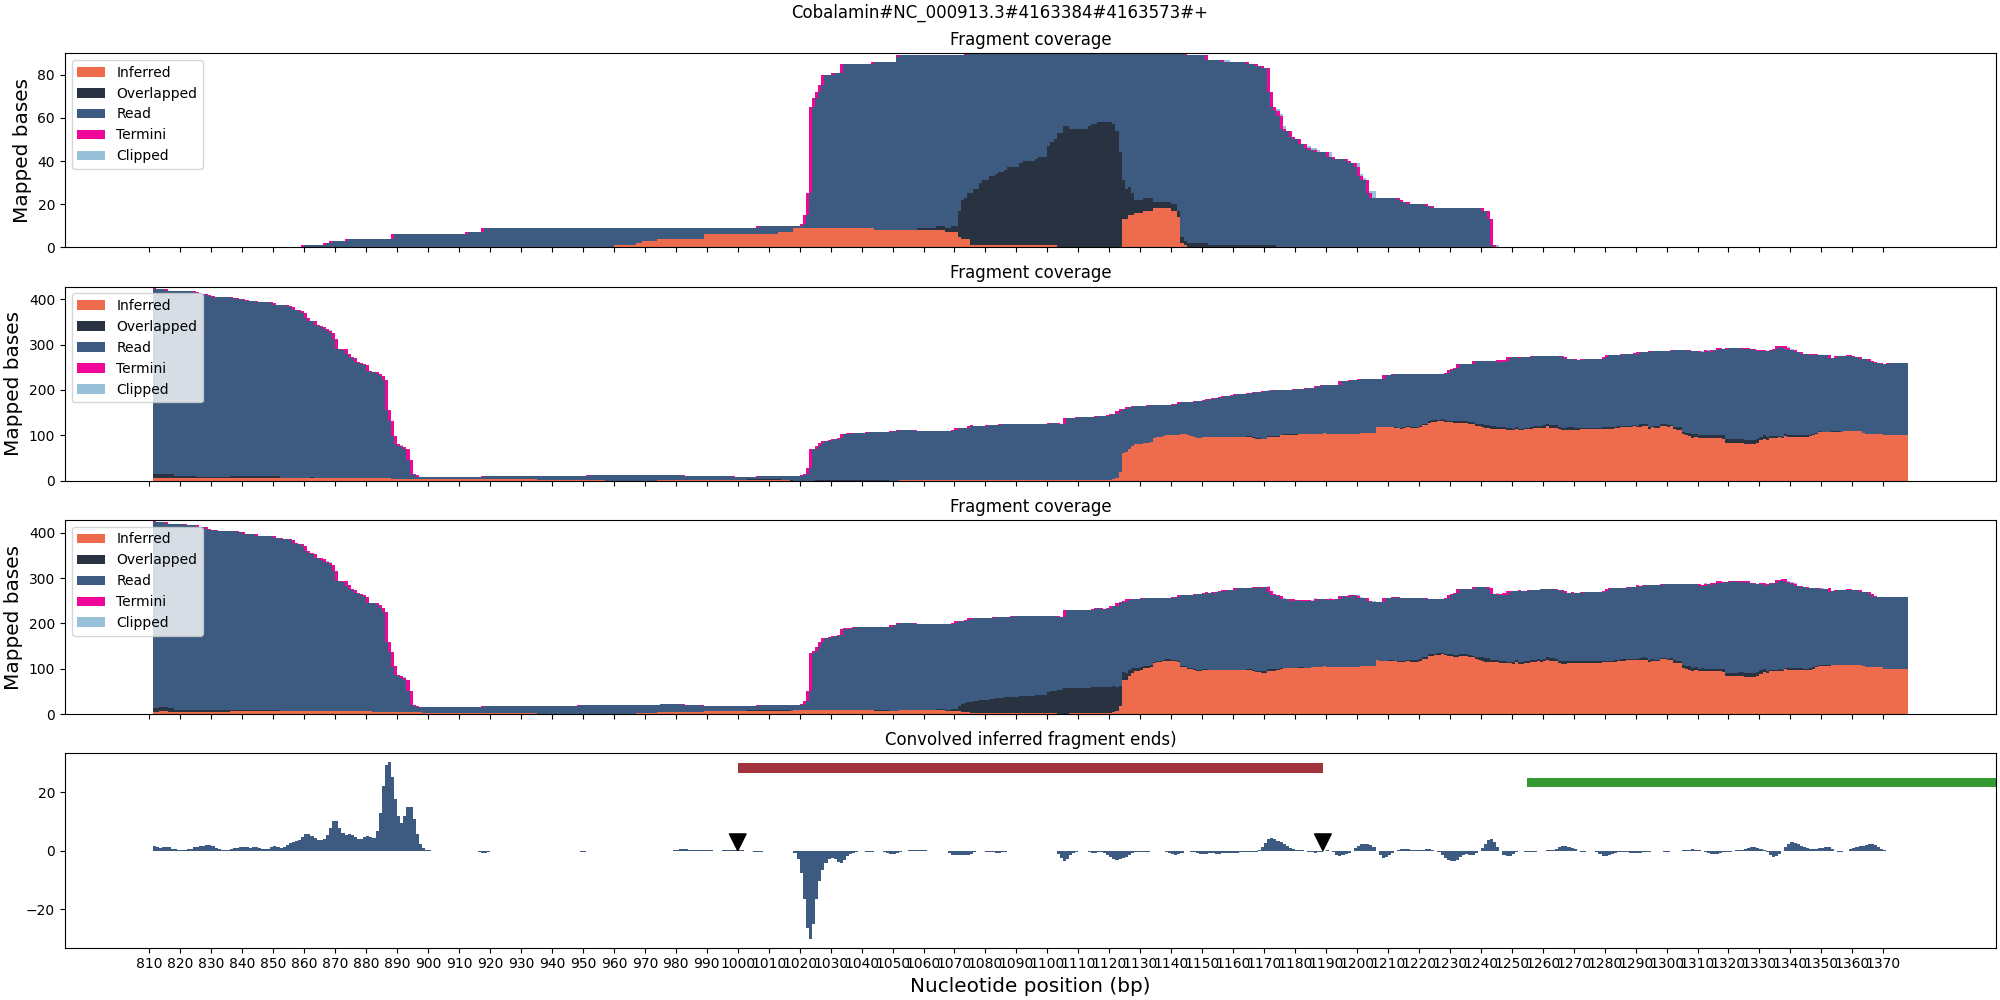 Cobalamin#NC_000913.3#4163384#4163573#+
Fragment coverage
Mapped bases
80
60
40
20
0
Inferred
Overlapped
Read
Termini
Clipped
Fragment coverage
Mapped bases
400
300
200
100
0
Inferred
Overlapped
Read
Termini
Clipped
Fragment coverage
Mapped bases
400
300
200
100
0
Inferred
Overlapped
Read
Termini
Clipped
Convolved inferred fragment ends)
20
0
−20
810 820 830 840 850 860 870 880 890 900 910 920 930 940 950 960 970 980 990 1000 1010 1020 1030 1040 1050 1060 1070 1080 1090 1100 1110 1120 1130 1140 1150 1160 1170 1180 1190 1200 1210 1220 1230 1240 1250 1260 1270 1280 1290 1300 1310 1320 1330 1340 1350 1360 1370
Nucleotide position (bp)